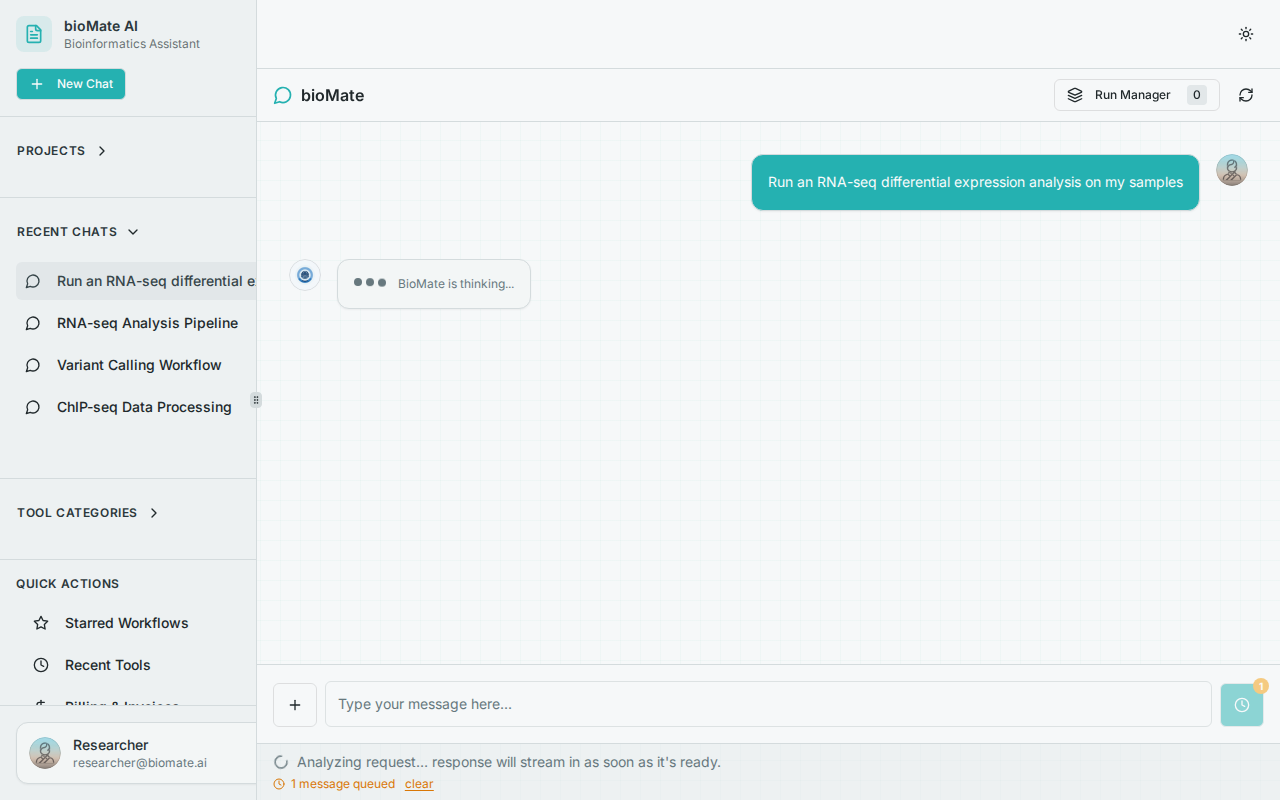 bioMate AI
Bioinformatics Assistant
New Chat
PROJECTS
RECENT CHATS
Run an RNA-seq differential e
RNA-seq Analysis Pipeline
Variant Calling Workflow
ChIP-seq Data Processing
TOOL CATEGORIES
QUICK ACTIONS
Starred Workflows
Recent Tools
Billing & Invoices
Researcher
researcher@biomate.ai
bioMate
Run Manager 0
Run an RNA-seq differential expression analysis on my samples
BioMate is thinking...
Type your message here...
1
Analyzing request... response will stream in as soon as it's ready.
1 message queued clear